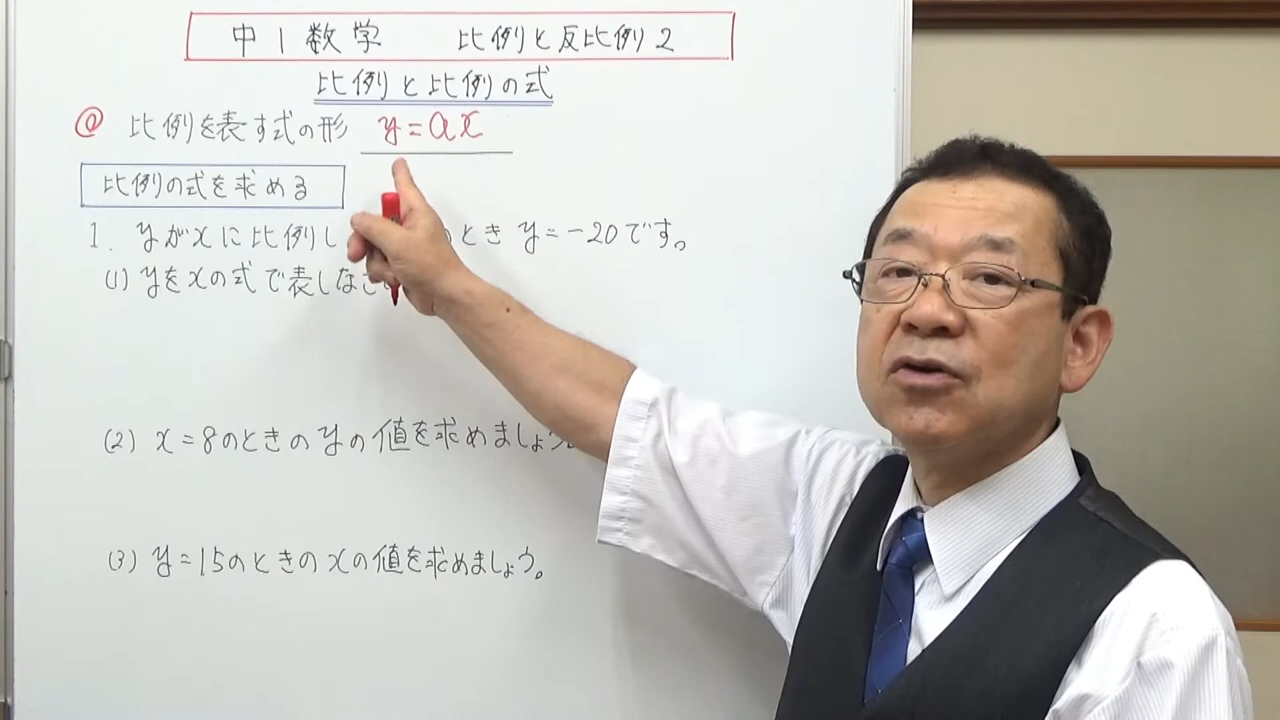 中1数学 比例と反比例2
比例と比例の式
@ 比例を表す式の形 y=ax
比例の式を求める
1. yがxに比例し のとき y=-20です。
(1) yをxの式で表しなさ
(2) x=8のときのyの値を求めましょう
(3) y=15のときのxの値を求めましょう。